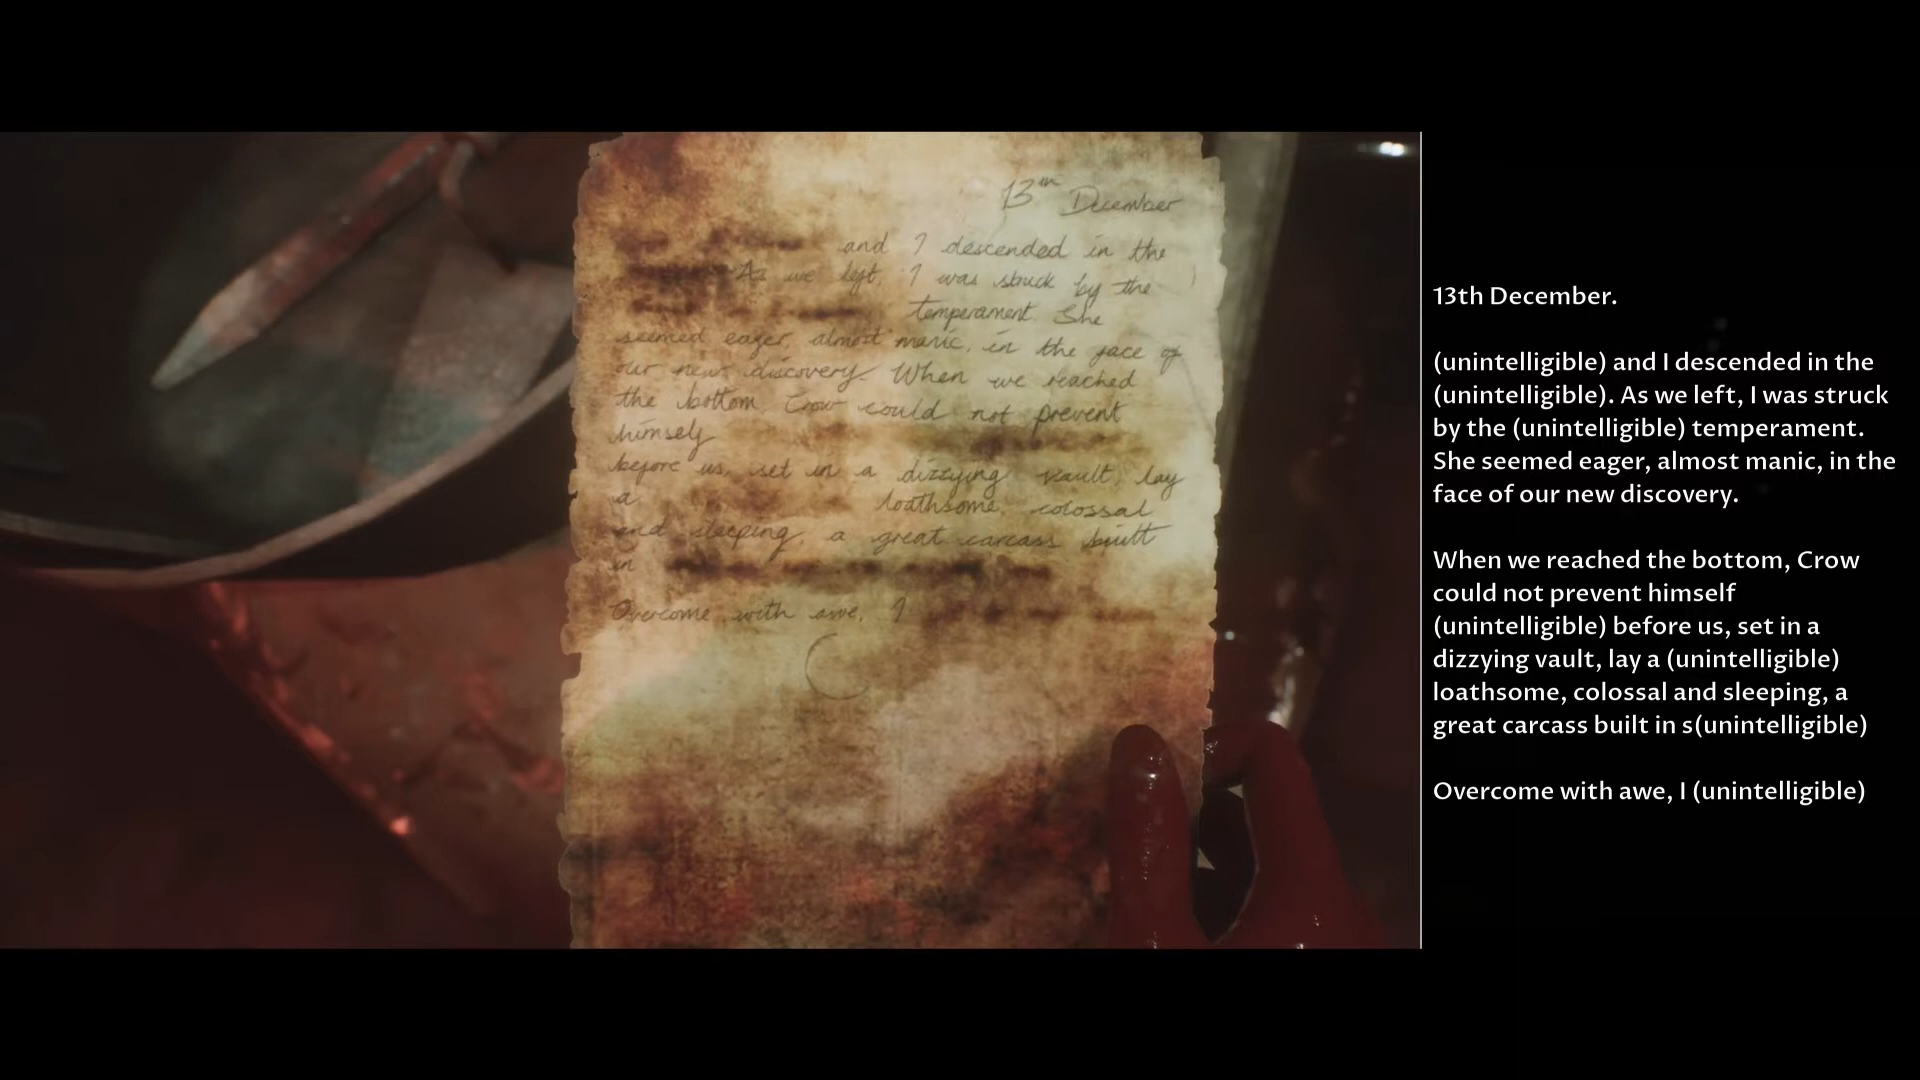 13th December
and I descended in the
As we left, I was struck by the
temperament. She
seemed eager, almost manic, in the face of
our new discovery. When we reached
the bottom, Crow could not prevent
himself
before us, set in a dizzying vault, lay
a loathsome, colossal
and sleeping, a great carcass built
in
Overcome with awe, I
C
13th December.
(unintelligible) and I descended in the
(unintelligible). As we left, I was struck
by the (unintelligible) temperament.
She seemed eager, almost manic, in the
face of our new discovery.
When we reached the bottom, Crow
could not prevent himself
(unintelligible) before us, set in a
dizzying vault, lay a (unintelligible)
loathsome, colossal and sleeping, a
great carcass built in s(unintelligible)
Overcome with awe, I (unintelligible)